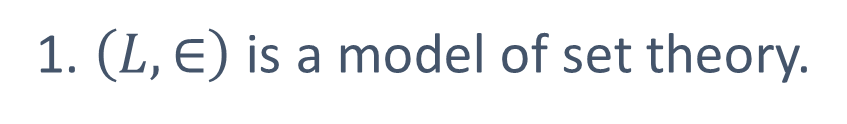 1. (𝐿, ∈) is a model of set theory.